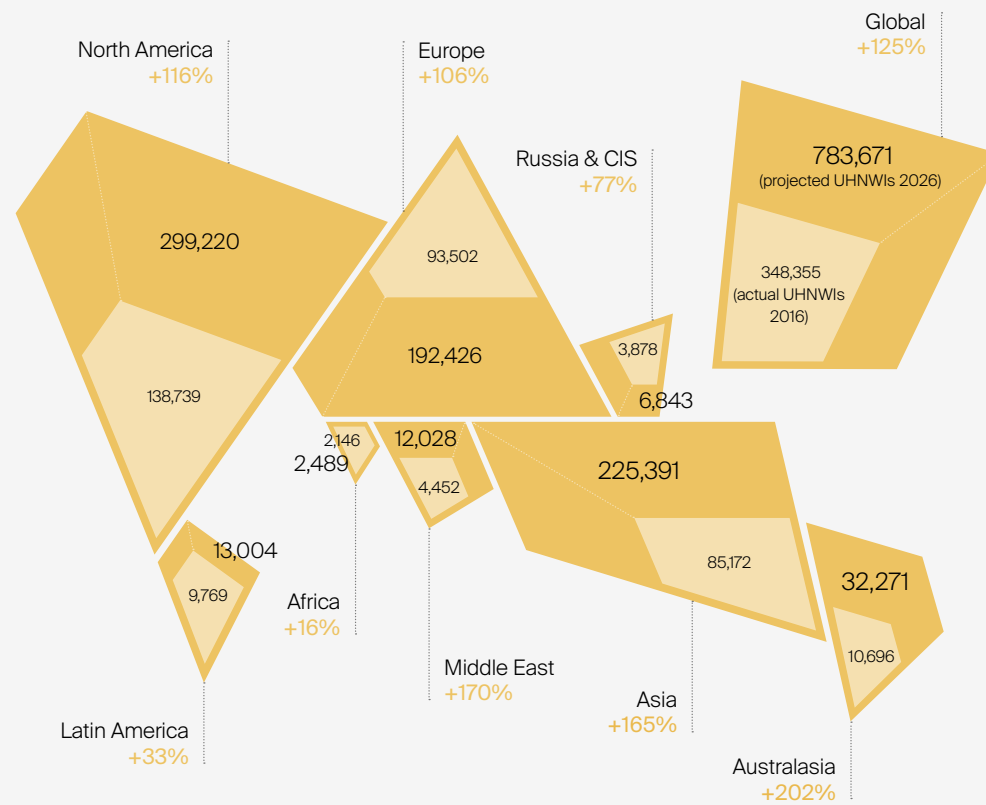 North America
+116%
299,220
138,739
Europe
+106%
93,502
192,426
Russia & CIS
+77%
3,878
6,843
Global
+125%
783,671
(projected UHNWIs 2026)
348,355
(actual UHNWIs
2016)
2,146
2,489
Africa
+16%
12,028
4,452
Middle East
+170%
225,391
85,172
Asia
+165%
13,004
9,769
Latin America
+33%
32,271
10,696
Australasia
+202%